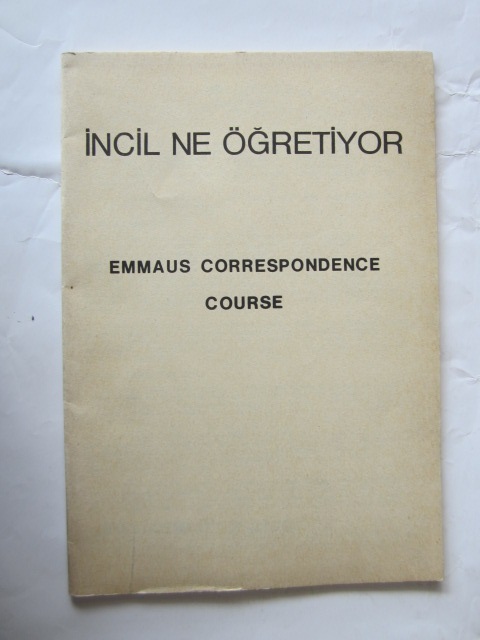 İNCİL NE ÖĞRETİYOR
EMMAUS CORRESPONDENCE
COURSE